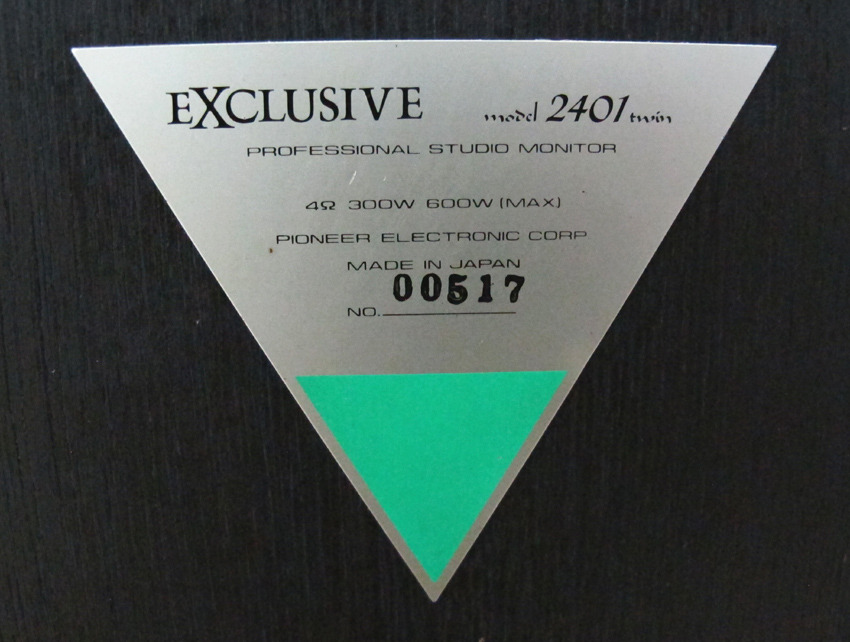 EXCLUSIVE model 2401 twin
PROFESSIONAL STUDIO MONITOR
4Ω 300W 600W (MAX)
PIONEER ELECTRONIC CORP
MADE IN JAPAN
NO. 00517